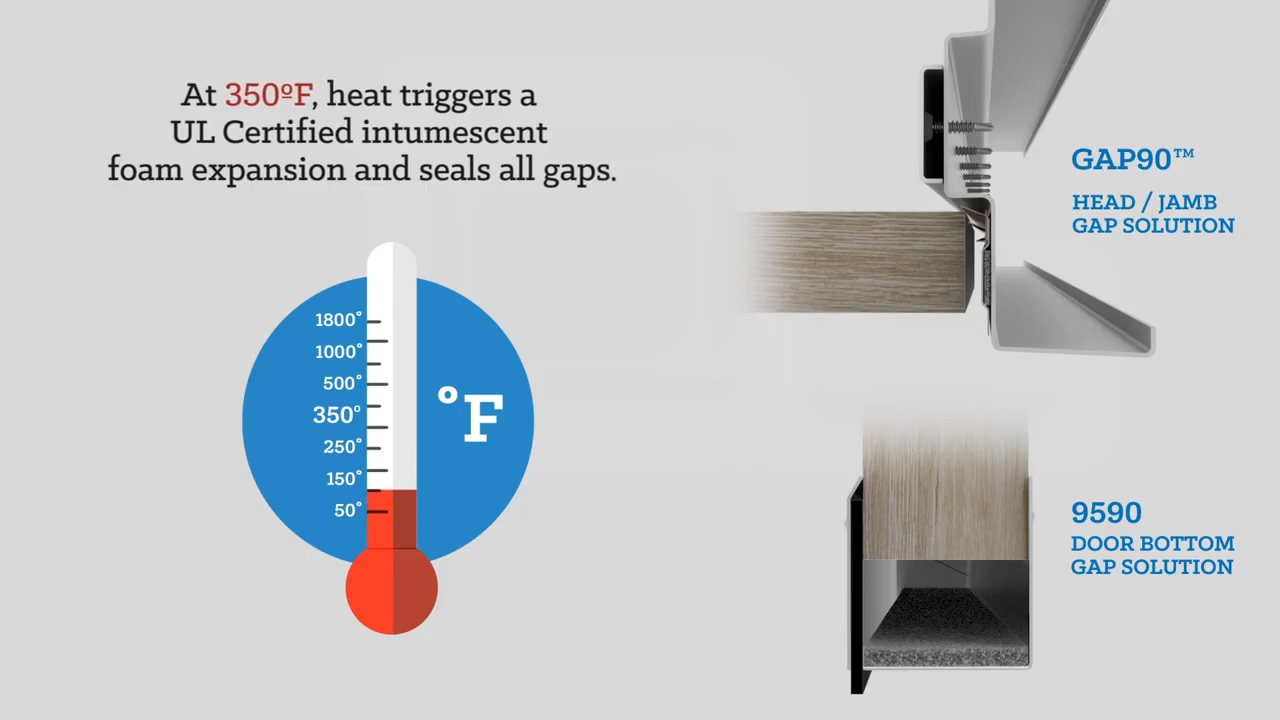 At 350ºF, heat triggers a
UL Certified intumescent
foam expansion and seals all gaps.
1800°
1000°
500°
350°
250°
150°
50°
°F
GAP90™
HEAD / JAMB
GAP SOLUTION
9590
DOOR BOTTOM
GAP SOLUTION